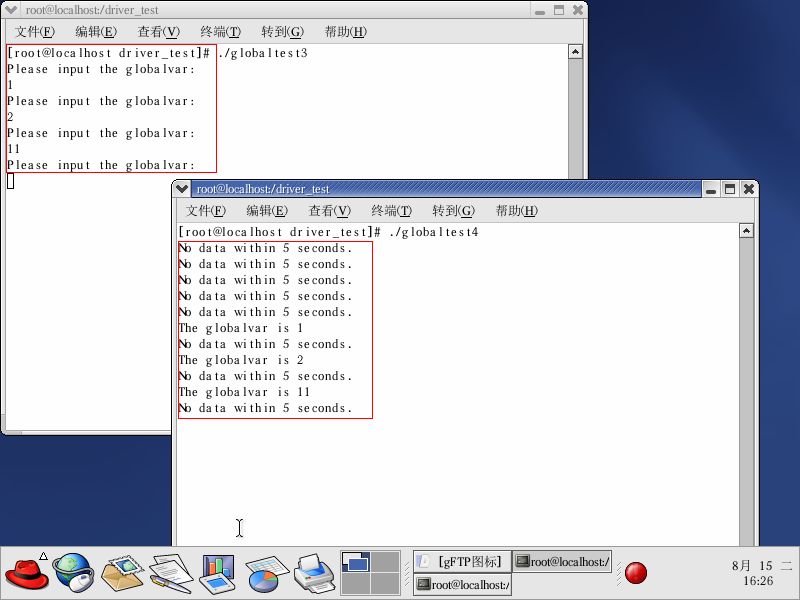 root@localhost:/driver_test
文件(F) 编辑(E) 查看(V) 终端(T) 转到(G) 帮助(H)
[root@localhost driver_test]# ./globaltest3
Please input the globalvar:
1
Please input the globalvar:
2
Please input the globalvar:
11
Please input the globalvar:
root@localhost:/driver_test
文件(F) 编辑(E) 查看(V) 终端(T) 转到(G) 帮助(H)
[root@localhost driver_test]# ./globaltest4
No data within 5 seconds.
No data within 5 seconds.
No data within 5 seconds.
No data within 5 seconds.
No data within 5 seconds.
The globalvar is 1
No data within 5 seconds.
The globalvar is 2
No data within 5 seconds.
The globalvar is 11
No data within 5 seconds.
[gFTP图标] root@localhost:/
root@localhost:/
8月 15 二
16:26